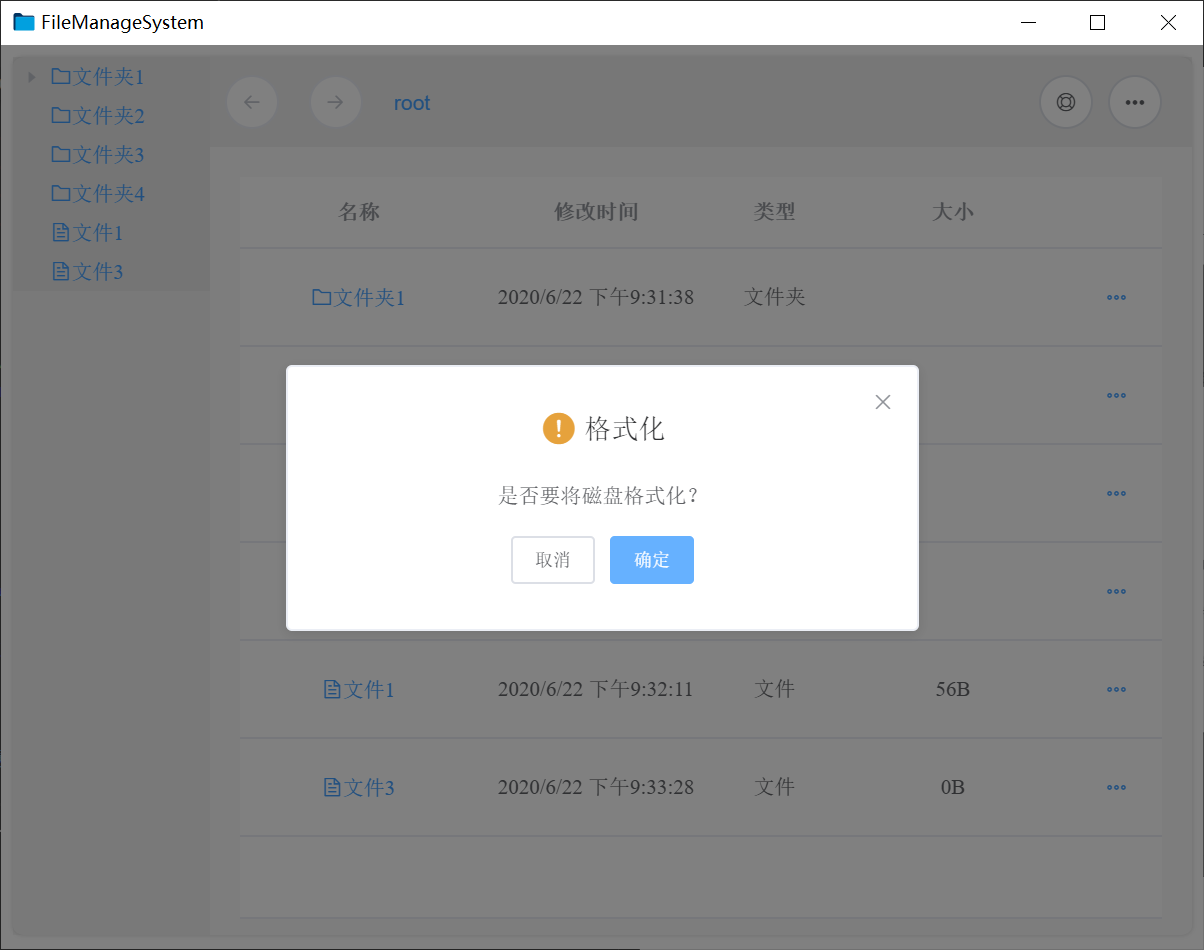 FileManageSystem
文件夹1
文件夹2
文件夹3
文件夹4
文件1
文件3
root
名称 修改时间 类型 大小
文件夹1 2020/6/22 下午9:31:38 文件夹
格式化
是否要将磁盘格式化?
取消 确定
文件1 2020/6/22 下午9:32:11 文件 56B
文件3 2020/6/22 下午9:33:28 文件 0B